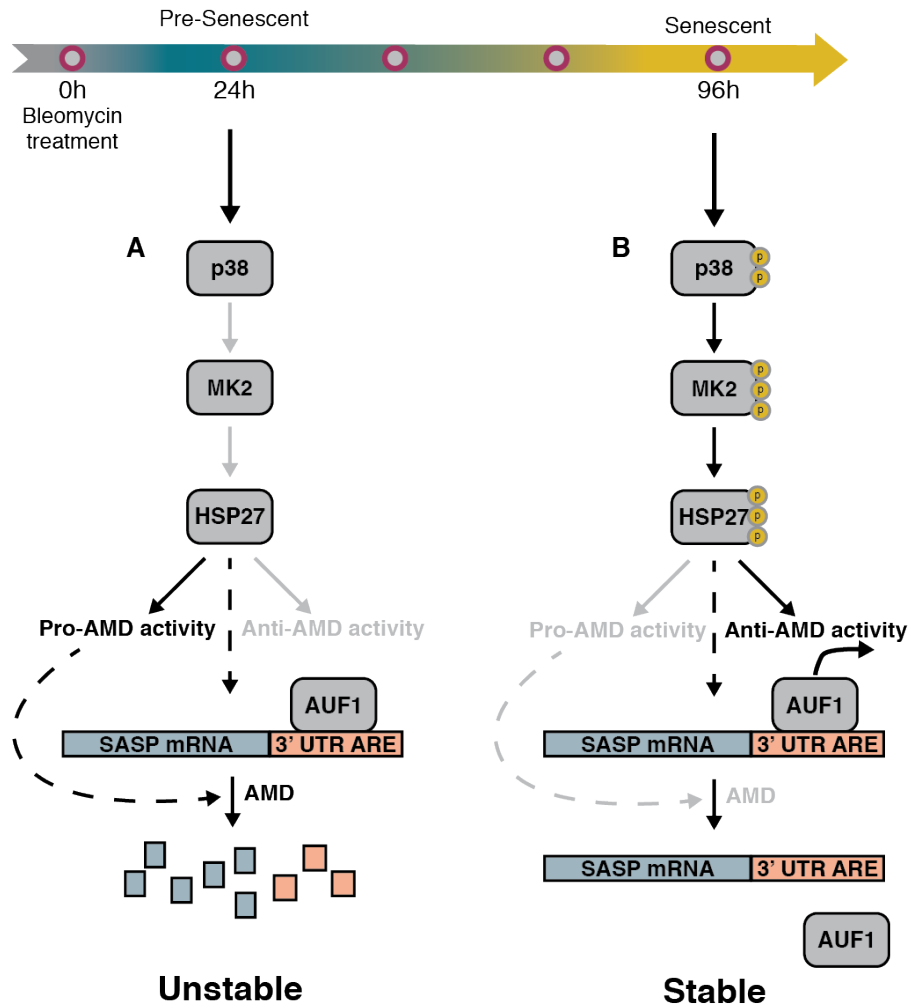 Pre-Senescent
Senescent
0h
24h
96h
Bleomycin
treatment
A
p38
MK2
HSP27
Pro-AMD activity
Anti-AMD activity
AUF1
SASP mRNA
3’ UTR ARE
AMD
Unstable
B
p38
p
p
MK2
p
p
p
HSP27
p
p
p
Pro-AMD activity
Anti-AMD activity
AUF1
SASP mRNA
3’ UTR ARE
AMD
SASP mRNA
3’ UTR ARE
AUF1
Stable